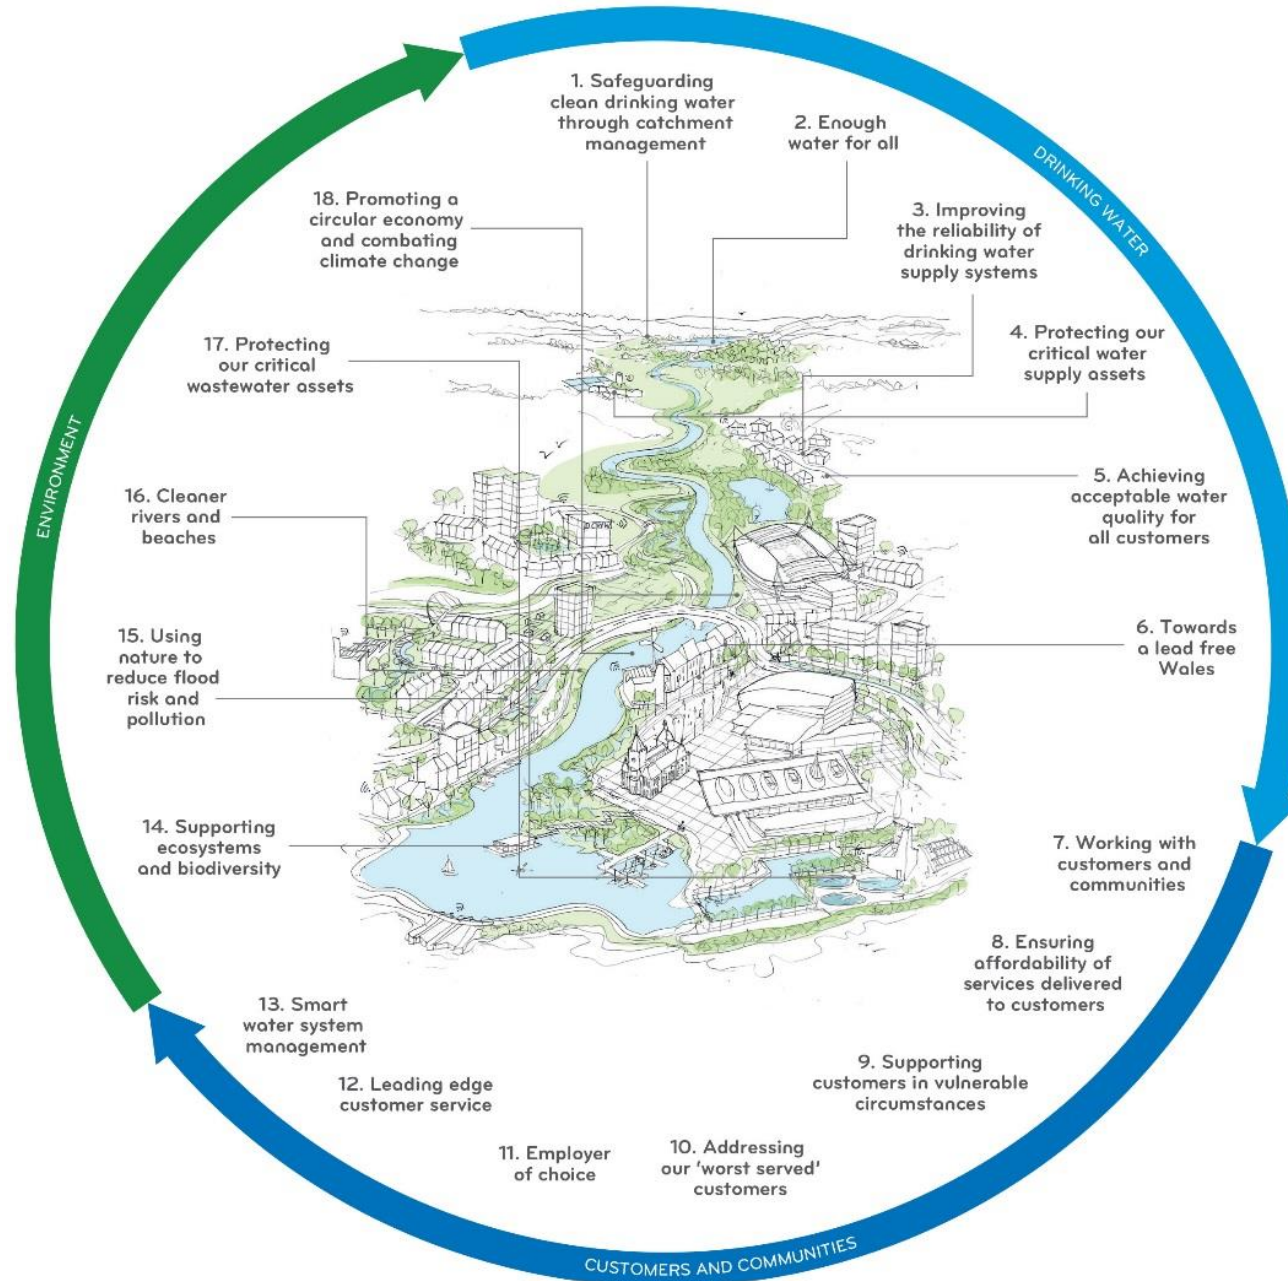 1. Safeguarding
clean drinking water
through catchment
management
2. Enough
water for all
DRINKING WATER
3. Improving
the reliability of
drinking water
supply systems
4. Protecting our
critical water
supply assets
5. Achieving
acceptable water
quality for
all customers
6. Towards
a lead free
Wales
7. Working with
customers and
communities
8. Ensuring
affordability of
services delivered
to customers
9. Supporting
customers in vulnerable
circumstances
10. Addressing
our 'worst served'
customers
CUSTOMERS AND COMMUNITIES
11. Employer
of choice
12. Leading edge
customer service
13. Smart
water system
management
14. Supporting
ecosystems
and biodiversity
15. Using
nature to
reduce flood
risk and
pollution
16. Cleaner
rivers and
beaches
ENVIRONMENT
17. Protecting
our critical
wastewater assets
18. Promoting a
circular economy
and combating
climate change